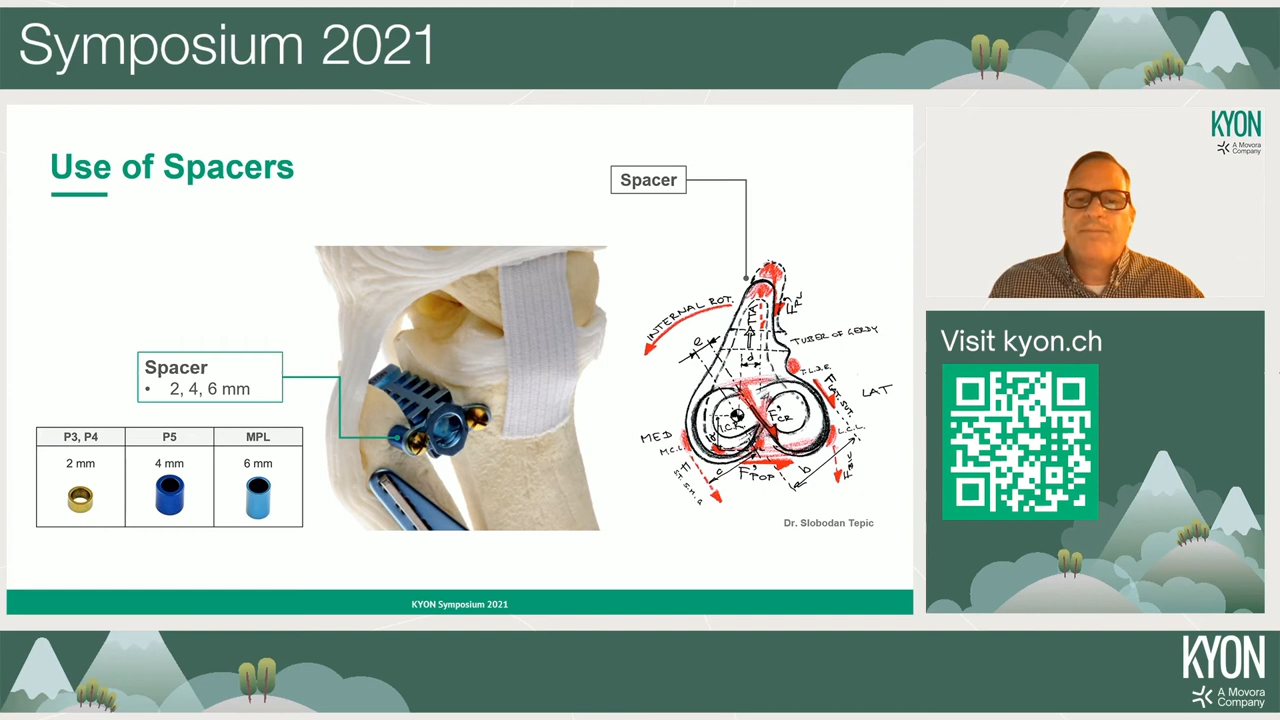 Symposium 2021
KYON
A Movora
Company
Use of Spacers
Spacer
Spacer
• 2, 4, 6 mm
P3, P4
P5
MPL
2 mm
4 mm
6 mm
INTERNAL ROT.
TUBER OF GERDY
LAT
MED
M.C.L.
L.C.L.
F'POP
Dr. Slobodan Tepic
KYON Symposium 2021
Visit kyon.ch
KYON
A Movora
Company